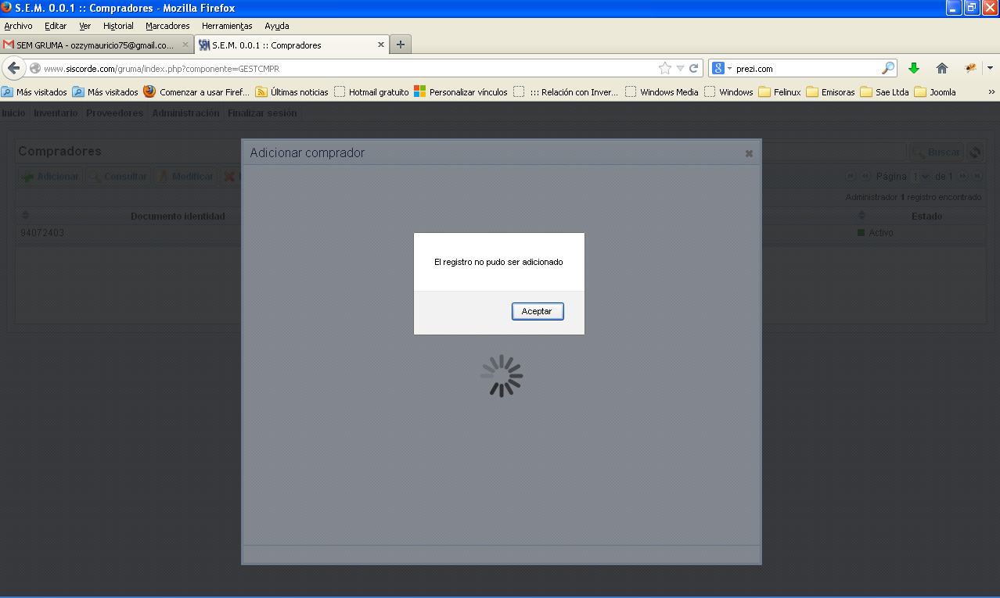 S.E.M. 0.0.1 :: Compradores - Mozilla Firefox
Archivo Editar Ver Historial Marcadores Herramientas Ayuda
SEM GRUMA - ozzymauricio75@gmail.co... S.E.M. 0.0.1 :: Compradores
www.siscorde.com/gruma/index.php?componente=GESTCMPR prezi.com
Más visitados Más visitados Comenzar a usar Firef... Últimas noticias Hotmail gratuito Personalizar vínculos ::: Relación con Inver... Windows Media Windows Felinux Emisoras Sae Ltda Joomla »
Inicio Inventario Proveedores Administración Finalizar sesión
Compradores Buscar
Adicionar comprador
Adicionar Consultar Modificar Página 1 de 1
Administrador 1 registro encontrado
Documento identidad Estado
94072403 Activo
El registro no pudo ser adicionado
Aceptar